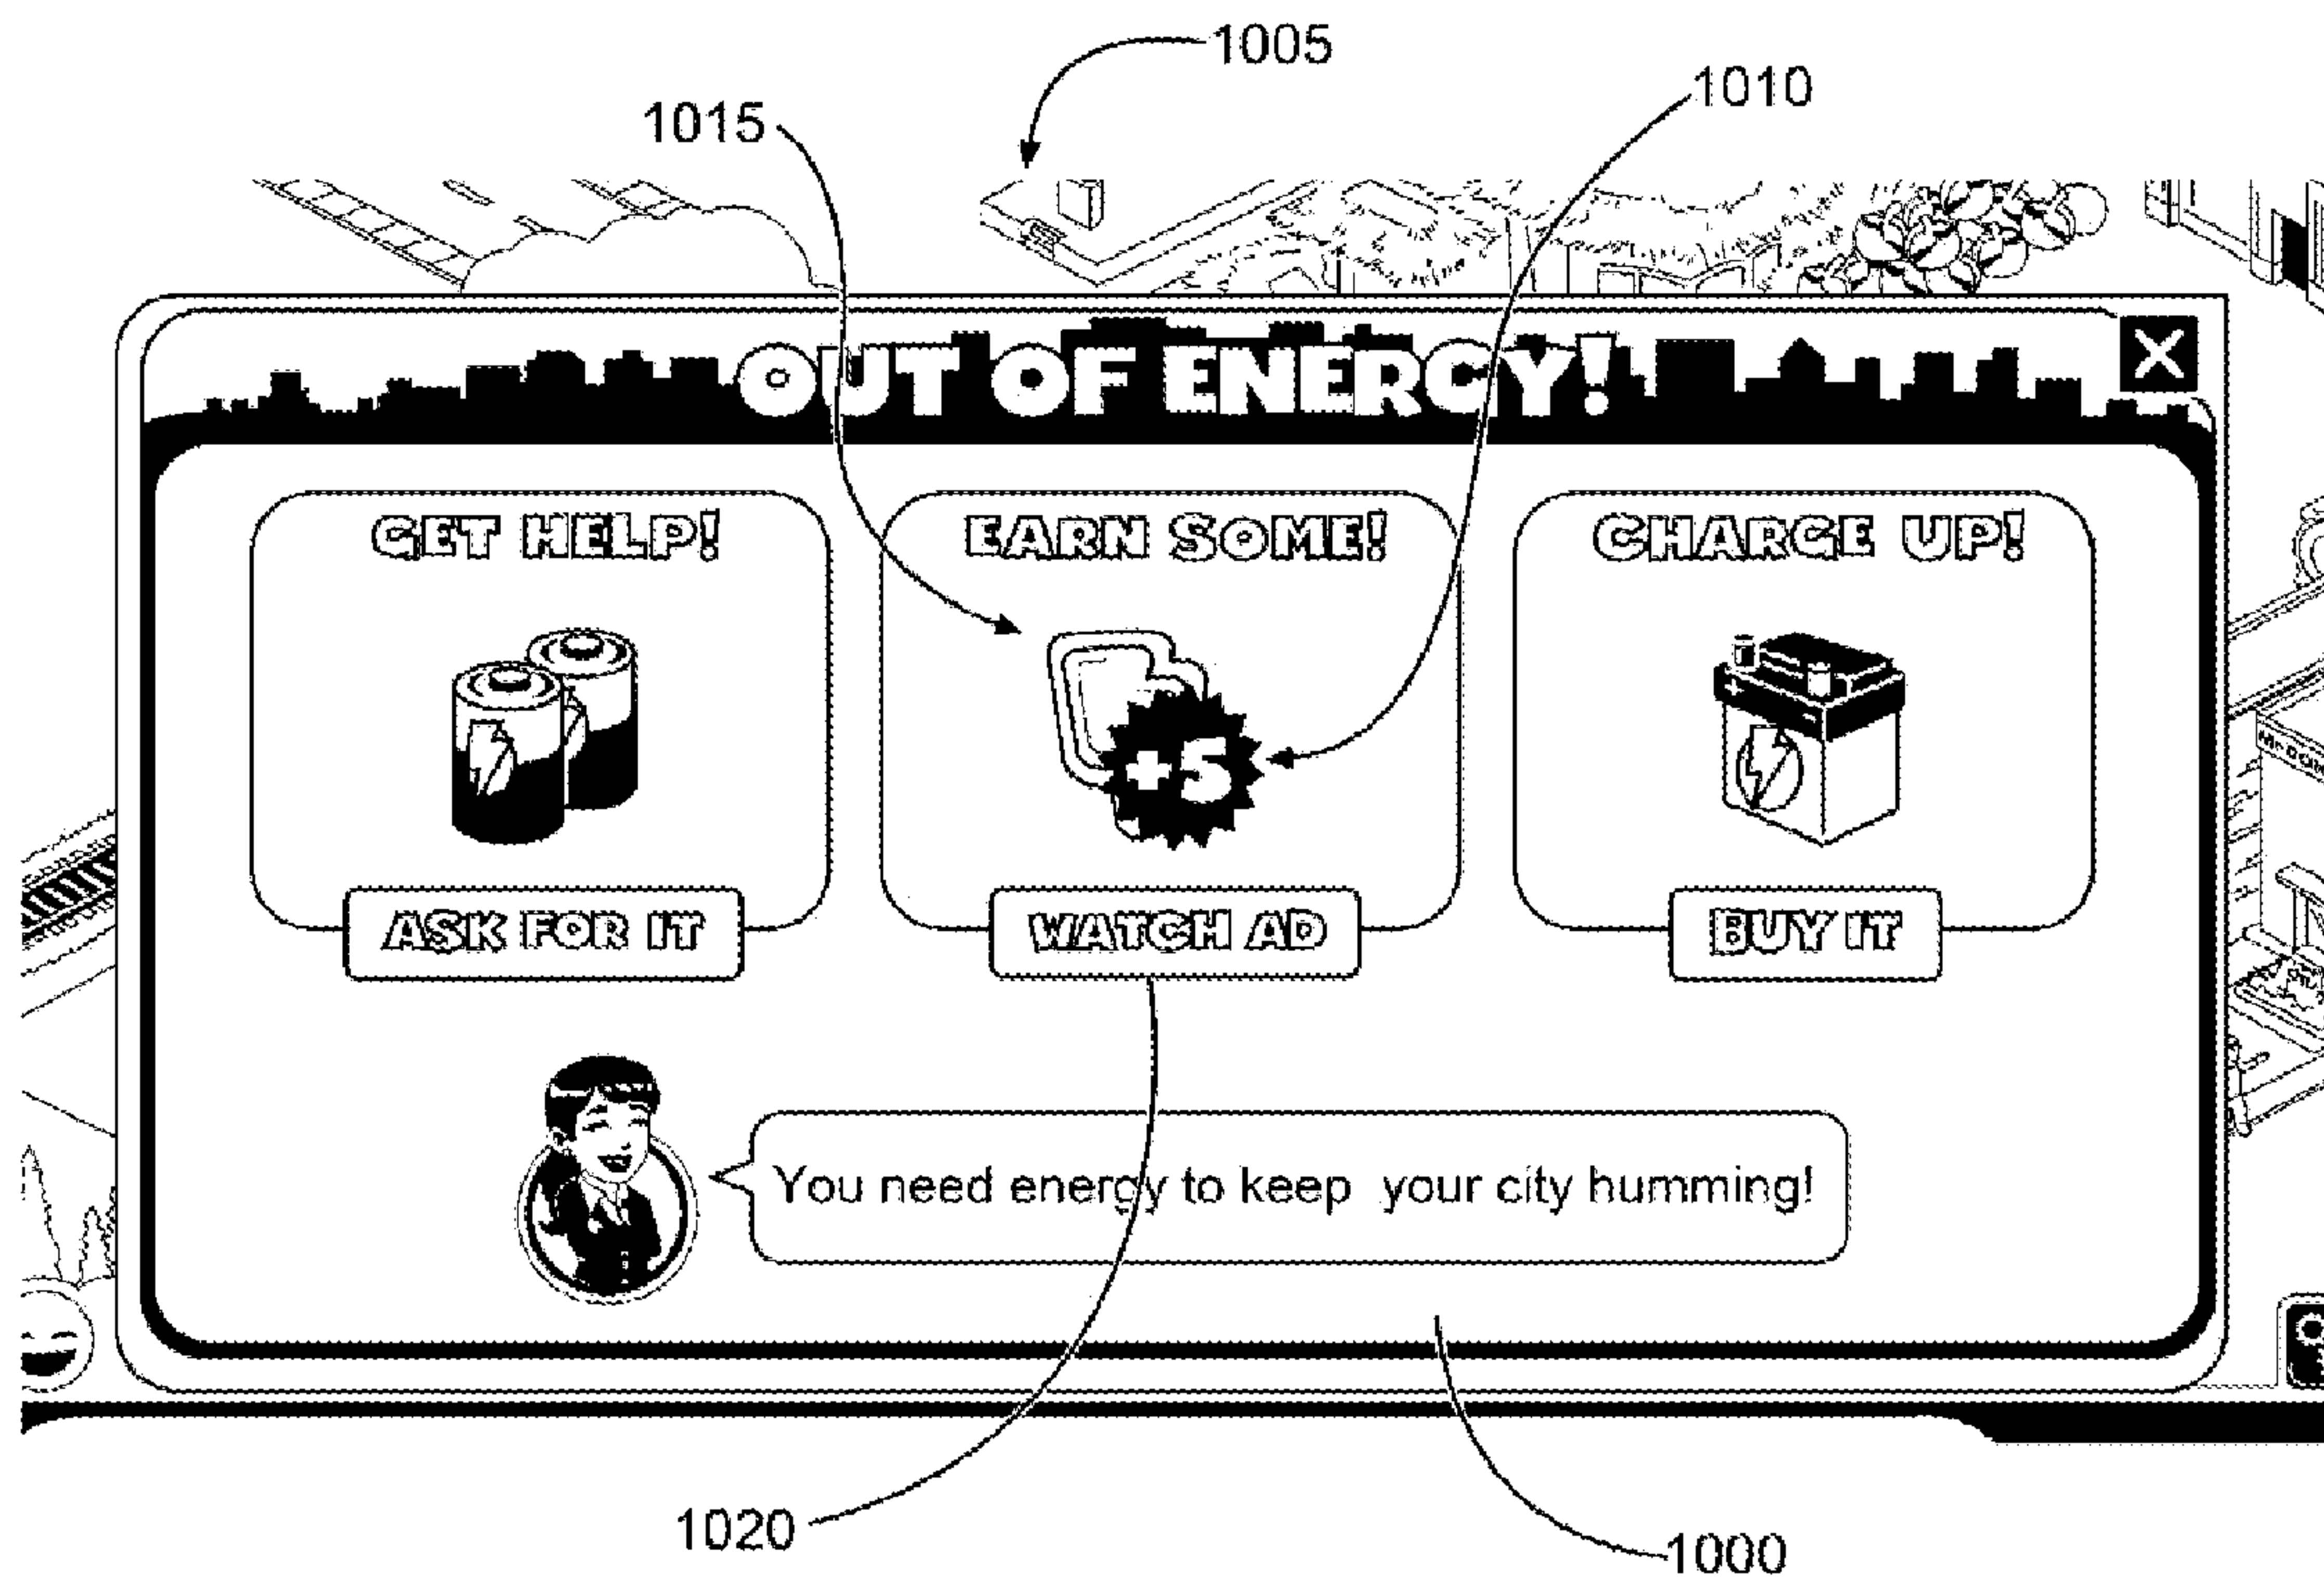 1005
1010
1015
OUT OF ENERGY!
X
GET HELP!
EARN SOME!
CHARGE UP!
+5
ASK FOR IT
WATCH AD
BUY IT
You need energy to keep your city humming!
1020
1000